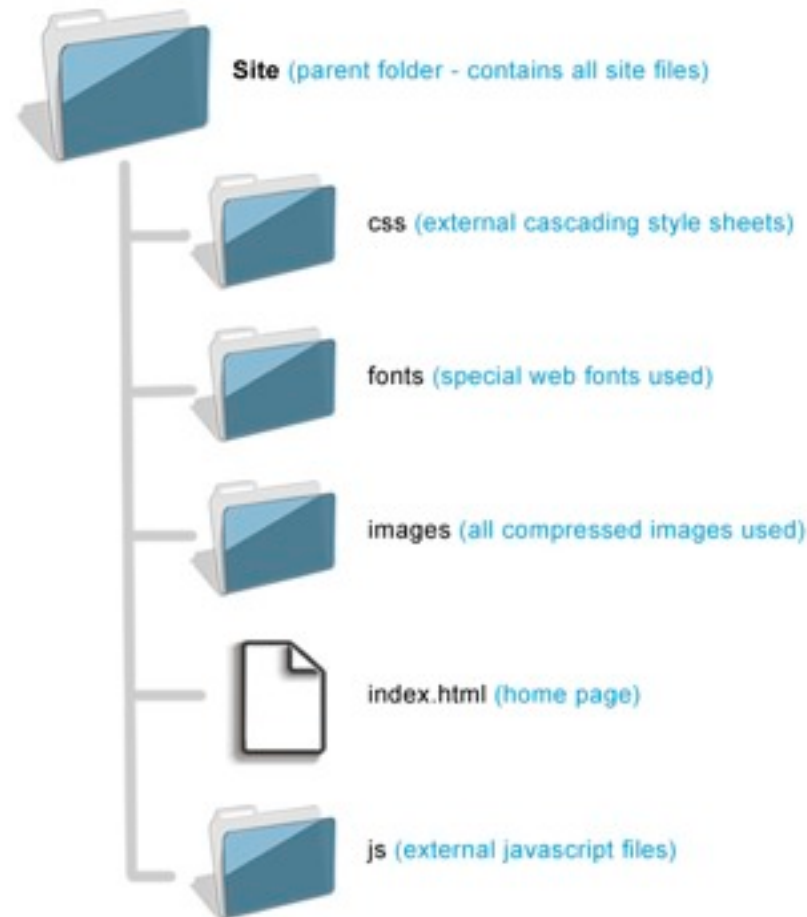 Site (parent folder - contains all site files)
css (external cascading style sheets)
fonts (special web fonts used)
images (all compressed images used)
index.html (home page)
js (external javascript files)